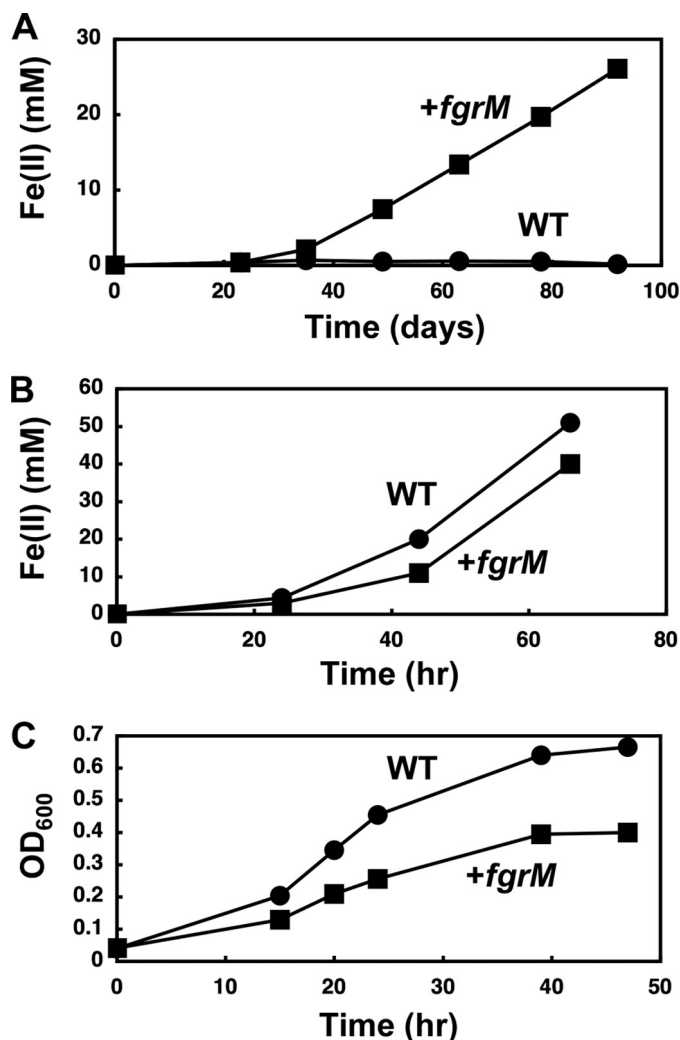 A
Fe(II) (mM)
30
20
10
0
+fgrM
WT
0 20 40 60 80 100
Time (days)
B
Fe(II) (mM)
60
50
40
30
20
10
0
WT
+fgrM
0 20 40 60 80
Time (hr)
C
OD600
0.7
0.6
0.5
0.4
0.3
0.2
0.1
0
WT
+fgrM
0 10 20 30 40 50
Time (hr)